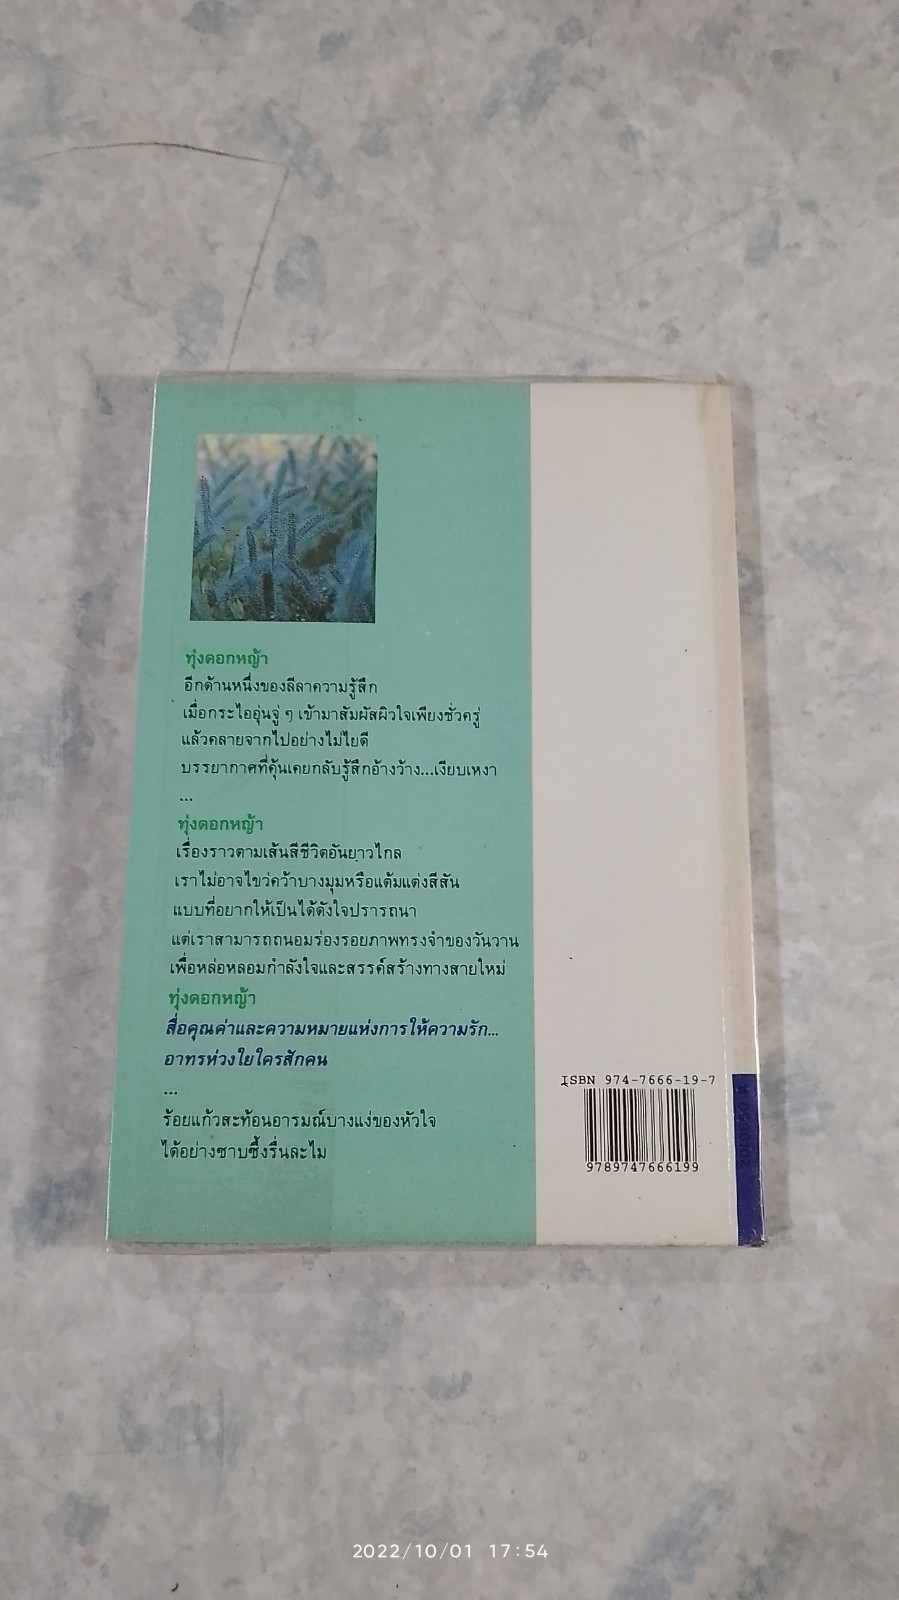 ทุ่งดอกหญ้า
อีกด้านหนึ่งของลีลาความรู้สึก
เมื่อกระไออุ่นจู่ ๆ เข้ามาสัมผัสผิวใจเพียงชั่วครู่
แล้วคลายจากไปอย่างไม่ไยดี
บรรยากาศที่คุ้นเคยกลับรู้สึกอ้างว้าง...เงียบเหงา
...
ทุ่งดอกหญ้า
เรื่องราวตามเส้นสีชีวิตอันยาวไกล
เราไม่อาจไขว่คว้าบางมุมหรือแต้มแต่งสีสัน
แบบที่อยากให้เป็นได้ดังใจปรารถนา
แต่เราสามารถถนอมร่องรอยภาพทรงจำของวันวาน
เพื่อหล่อหลอมกำลังใจและสรรค์สร้างทางสายใหม่
ทุ่งดอกหญ้า
สื่อคุณค่าและความหมายแห่งการให้ความรัก...
อาทรห่วงใยใครสักคน
...
ร้อยแก้วสะท้อนอารมณ์บางแง่ของหัวใจ
ได้อย่างซาบซึ้งรื่นละไม
ISBN 974-7666-19-7
9789747666199
2022/10/01 17:54